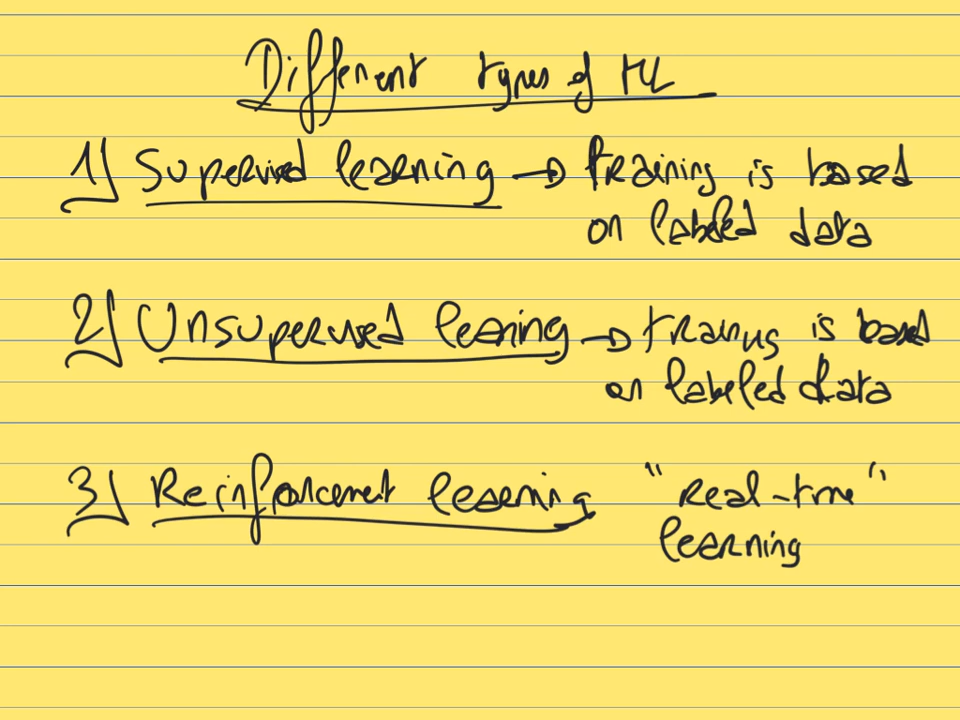 Different types of ML
1) Supervised learning → training is based
on labeled data
2) Unsupervised learning → training is based
on labeled data
3) Reinforcement learning "Real-time"
learning